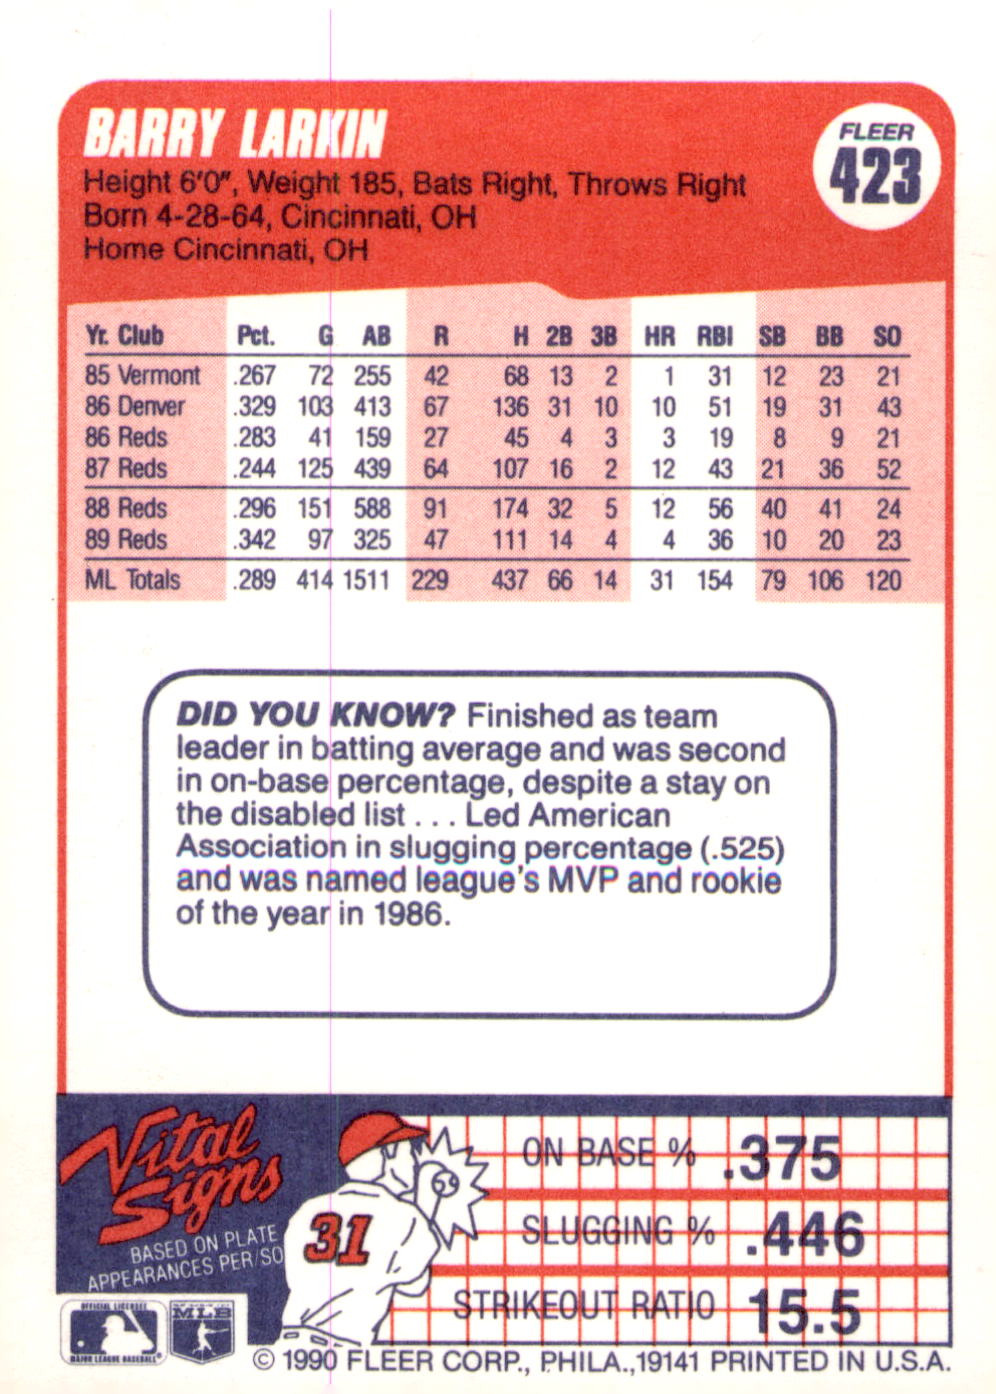 BARRY LARKIN
FLEER
423
Height 6'0", Weight 185, Bats Right, Throws Right
Born 4-28-64, Cincinnati, OH
Home Cincinnati, OH
Yr. Club Pct. G AB R H 2B 3B HR RBI SB BB SO
85 Vermont .267 72 255 42 68 13 2 1 31 12 23 21
86 Denver .329 103 413 67 136 31 10 10 51 19 31 43
86 Reds .283 41 159 27 45 4 3 3 19 8 9 21
87 Reds .244 125 439 64 107 16 2 12 43 21 36 52
88 Reds .296 151 588 91 174 32 5 12 56 40 41 24
89 Reds .342 97 325 47 111 14 4 4 36 10 20 23
ML Totals .289 414 1511 229 437 66 14 31 154 79 106 120
DID YOU KNOW? Finished as team
leader in batting average and was second
in on-base percentage, despite a stay on
the disabled list . . . Led American
Association in slugging percentage (.525)
and was named league's MVP and rookie
of the year in 1986.
Vital
Signs
BASED ON PLATE
APPEARANCES PER/SO
31
ON BASE % .375
SLUGGING % .446
STRIKEOUT RATIO 15.5
OFFICIAL LICENSEE
MAJOR LEAGUE BASEBALL®
MLB
© 1990 FLEER CORP., PHILA.,19141 PRINTED IN U.S.A.